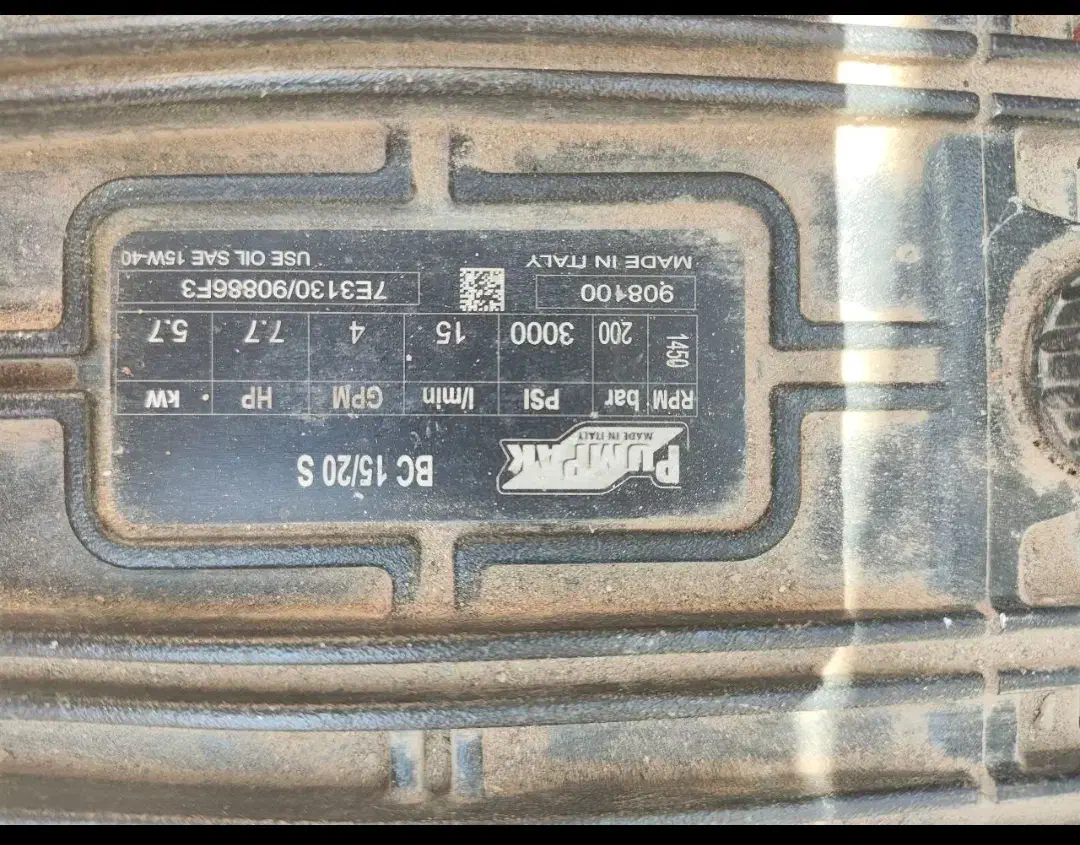 PUMPAK
MADE IN ITALY
BC 15/20 S
RPM bar PSI l/min GPM HP kW
1450 200 3000 15 4 7.7 5.7
908100 7E3130/90886F3
MADE IN ITALY USE OIL SAE 15W-40